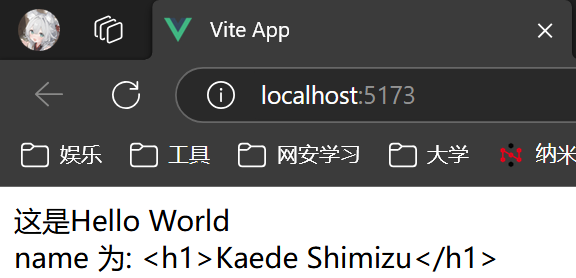 Vite App
localhost:5173
娱乐 工具 网安学习 大学 纳米
这是Hello World
name 为: <h1>Kaede Shimizu</h1>